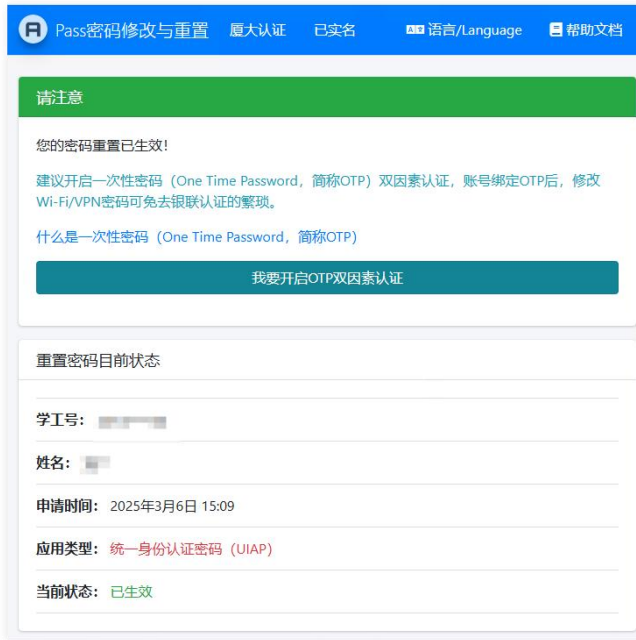 Pass密码修改与重置 厦大认证 已实名 语言/Language 帮助文档
请注意
您的密码重置已生效！
建议开启一次性密码（One Time Password，简称OTP）双因素认证，账号绑定OTP后，修改
Wi-Fi/VPN密码可免去银联认证的繁琐。
什么是一次性密码（One Time Password，简称OTP）
我要开启OTP双因素认证
重置密码目前状态
学工号：
姓名：
申请时间： 2025年3月6日 15:09
应用类型： 统一身份认证密码（UIAP）
当前状态： 已生效